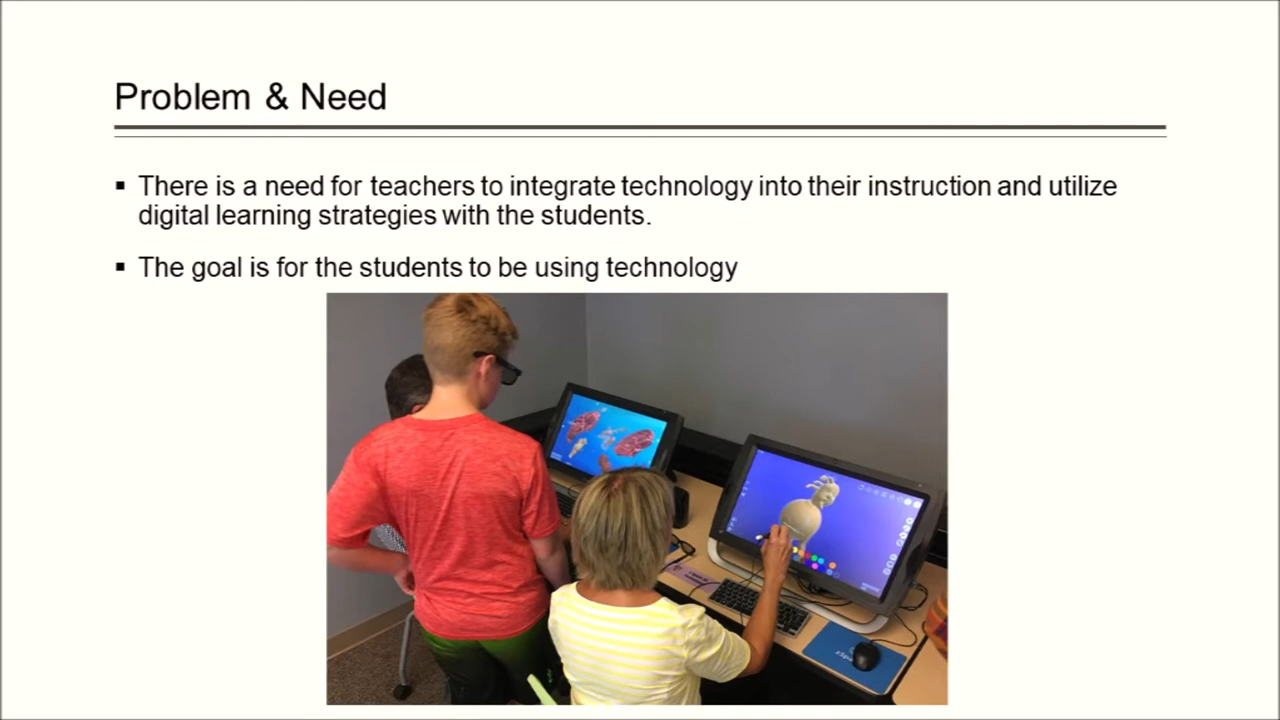 Problem & Need
▪ There is a need for teachers to integrate technology into their instruction and utilize
digital learning strategies with the students.
▪ The goal is for the students to be using technology